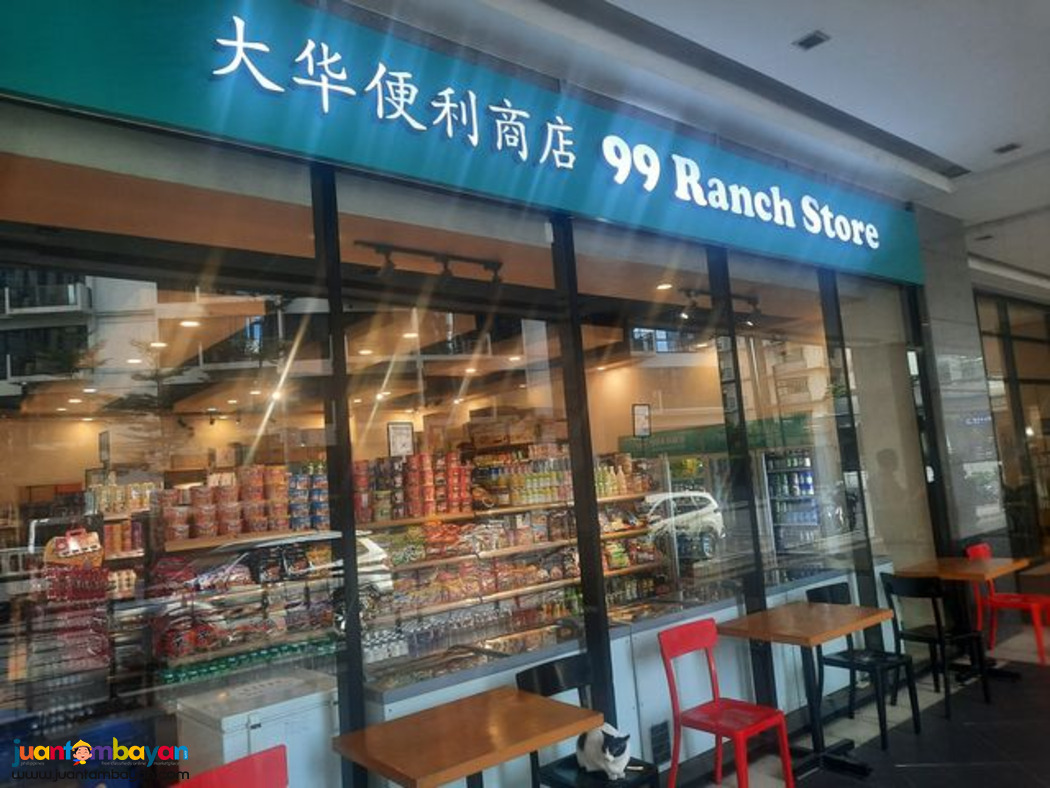 大华便利商店 99 Ranch Store
juantambayan
www.juantambayan.com